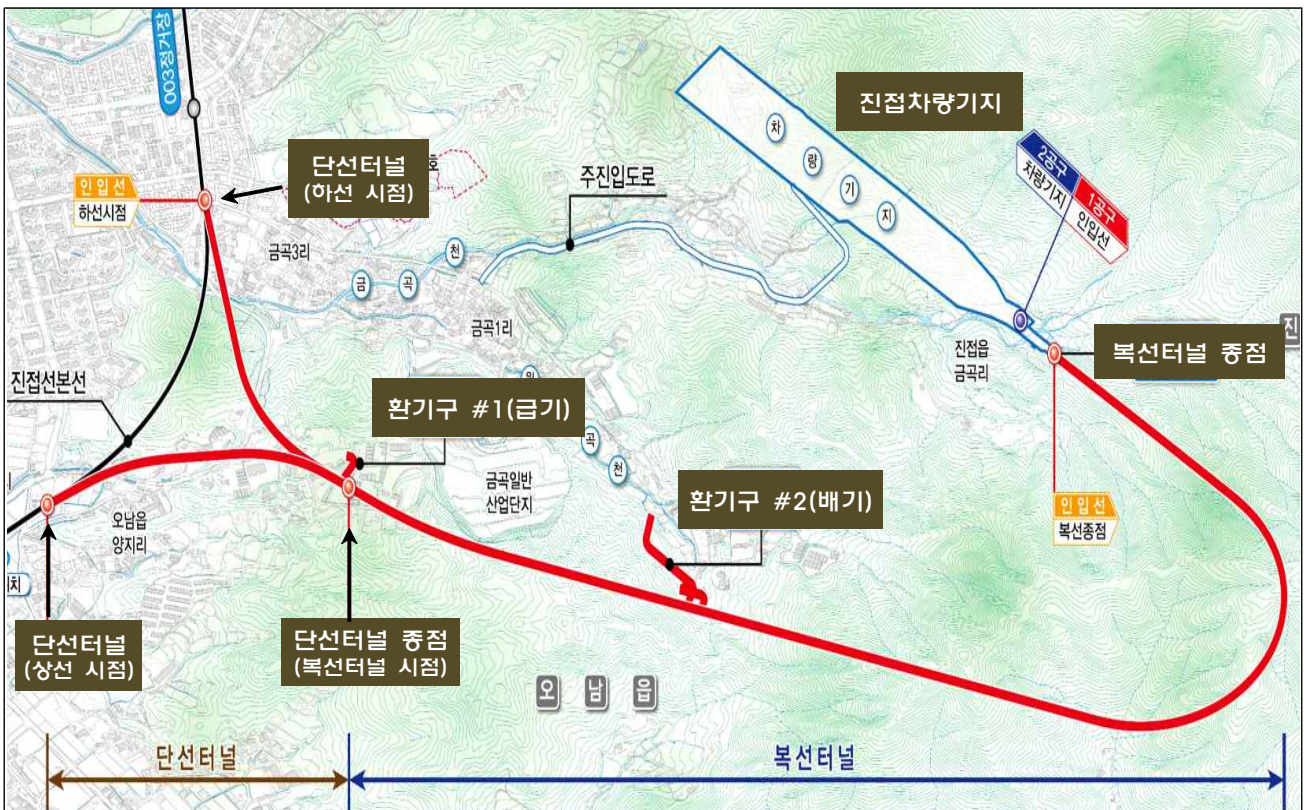 003정거장
진접차량기지
차량기지
2공구
차량기지
1공구
인입선
단선터널
(하선 시점)
호
주진입도로
인입선
하선시점
금곡3리
금곡천
금곡1리
진접읍
금곡리
복선터널 종점
진
진접선본선
환기구 #1(급기)
곡천
금곡일반
산업단지
환기구 #2(배기)
인입선
복선종점
오남읍
양지리
치
단선터널
(상선 시점)
단선터널 종점
(복선터널 시점)
오남읍
단선터널
복선터널